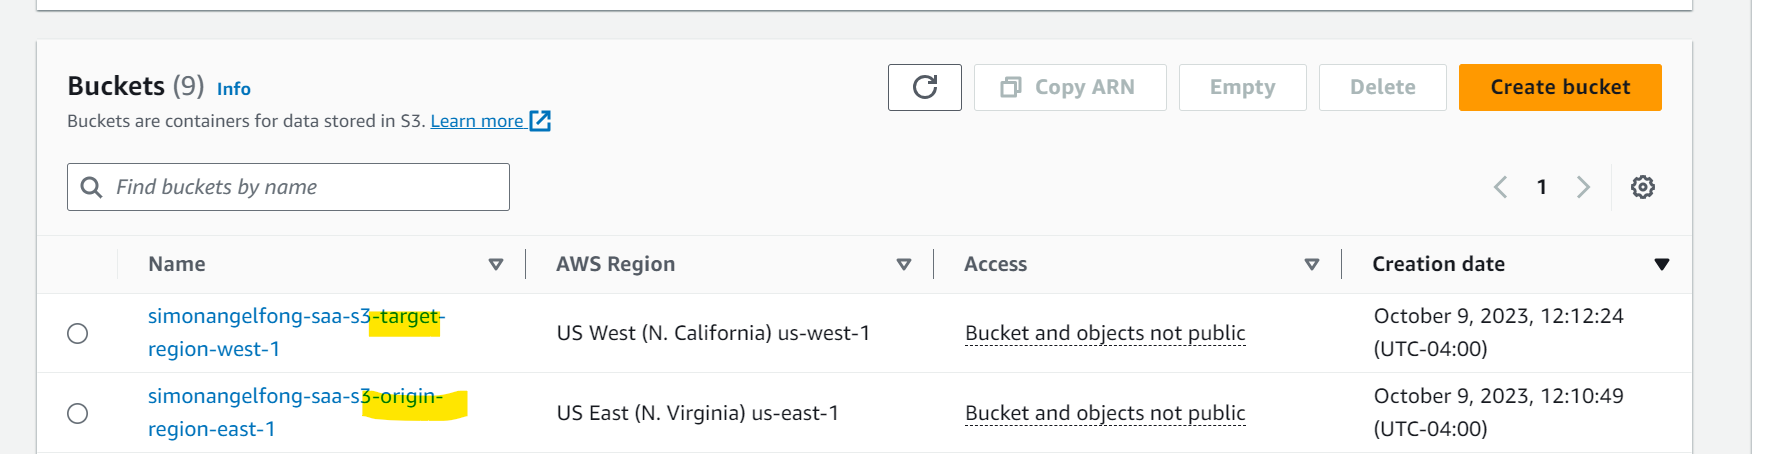 Buckets (9) Info
Buckets are containers for data stored in S3. Learn more
Copy ARN Empty Delete Create bucket
Find buckets by name
1
Name AWS Region Access Creation date
simonangelfong-saa-s3-target-
region-west-1
US West (N. California) us-west-1
Bucket and objects not public
October 9, 2023, 12:12:24
(UTC-04:00)
simonangelfong-saa-s3-origin-
region-east-1
US East (N. Virginia) us-east-1
Bucket and objects not public
October 9, 2023, 12:10:49
(UTC-04:00)